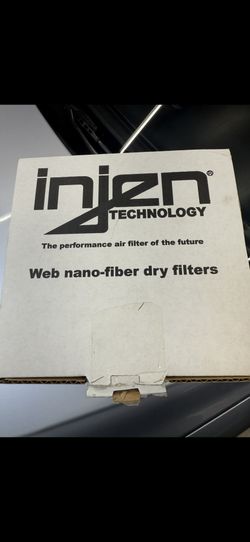 injen®
TECHNOLOGY
The performance air filter of the future
Web nano-fiber dry filters